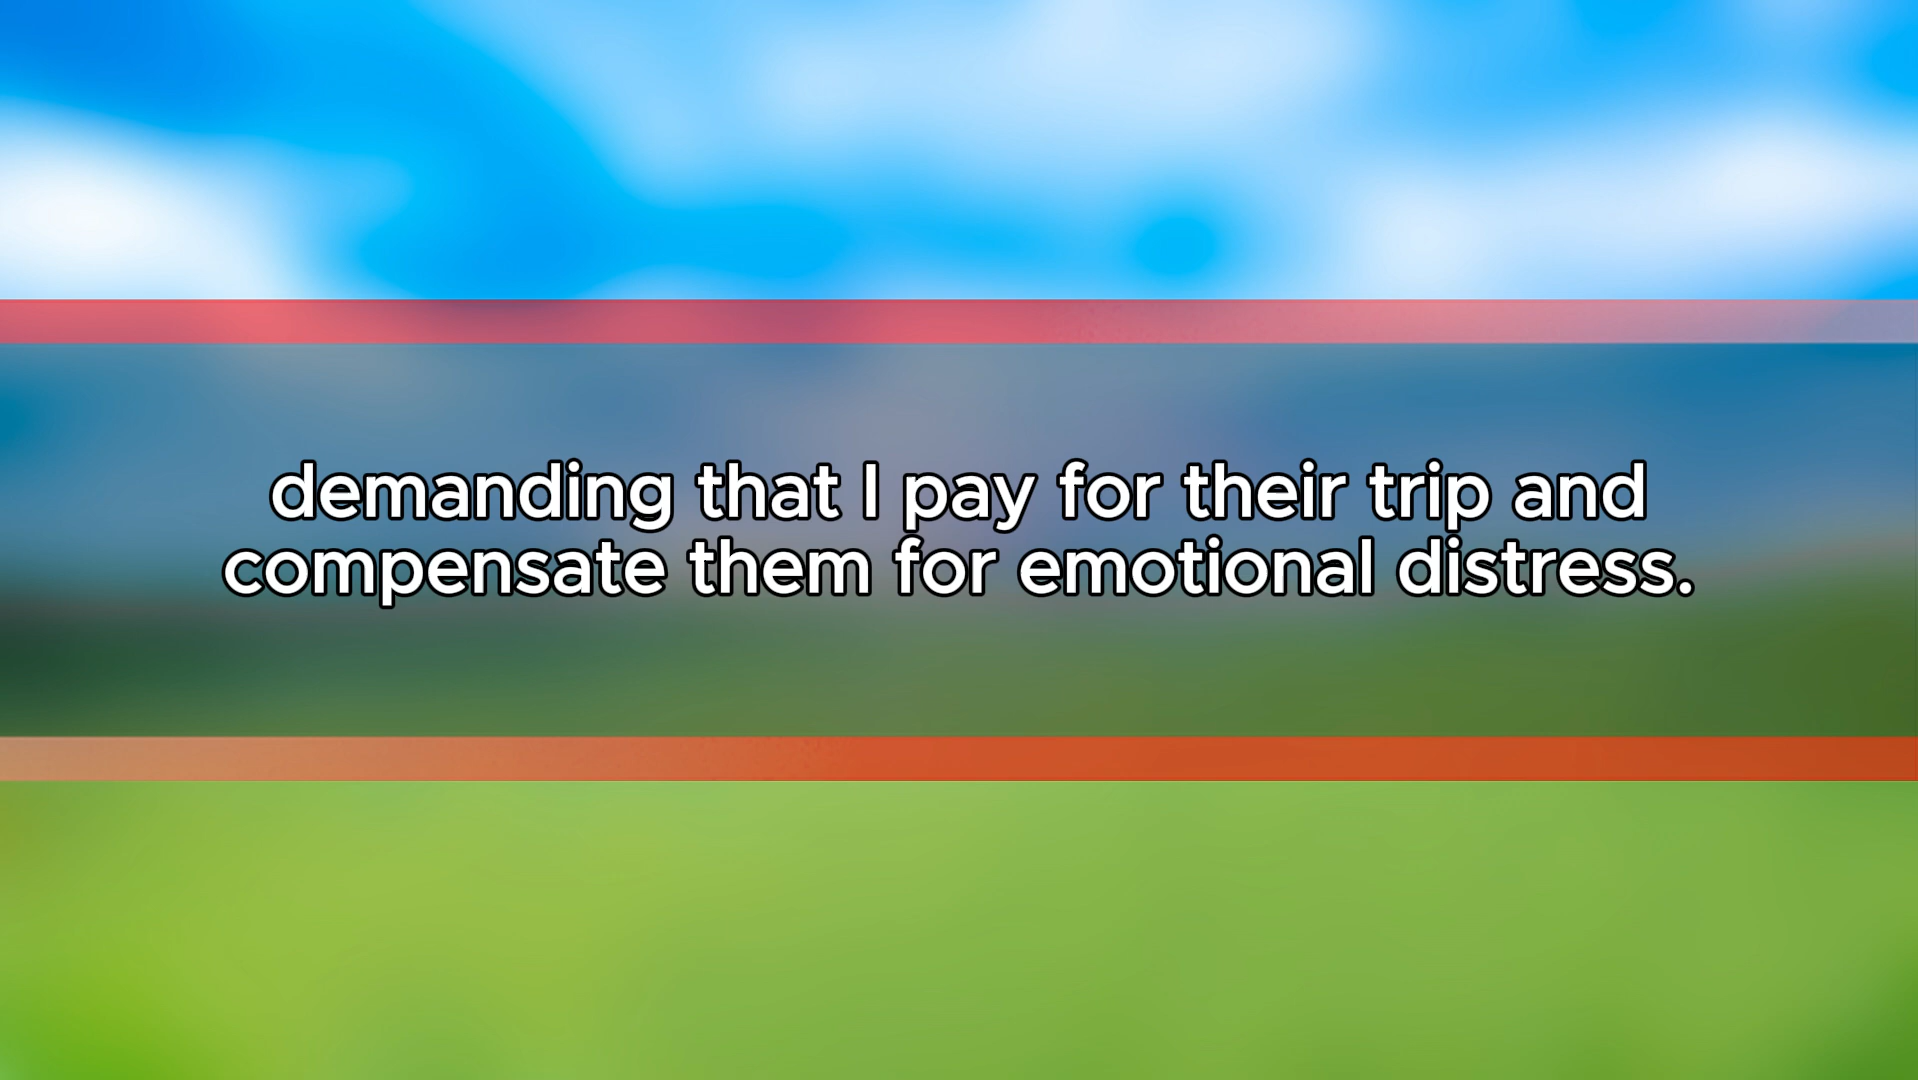 demanding that I pay for their trip and
compensate them for emotional distress.